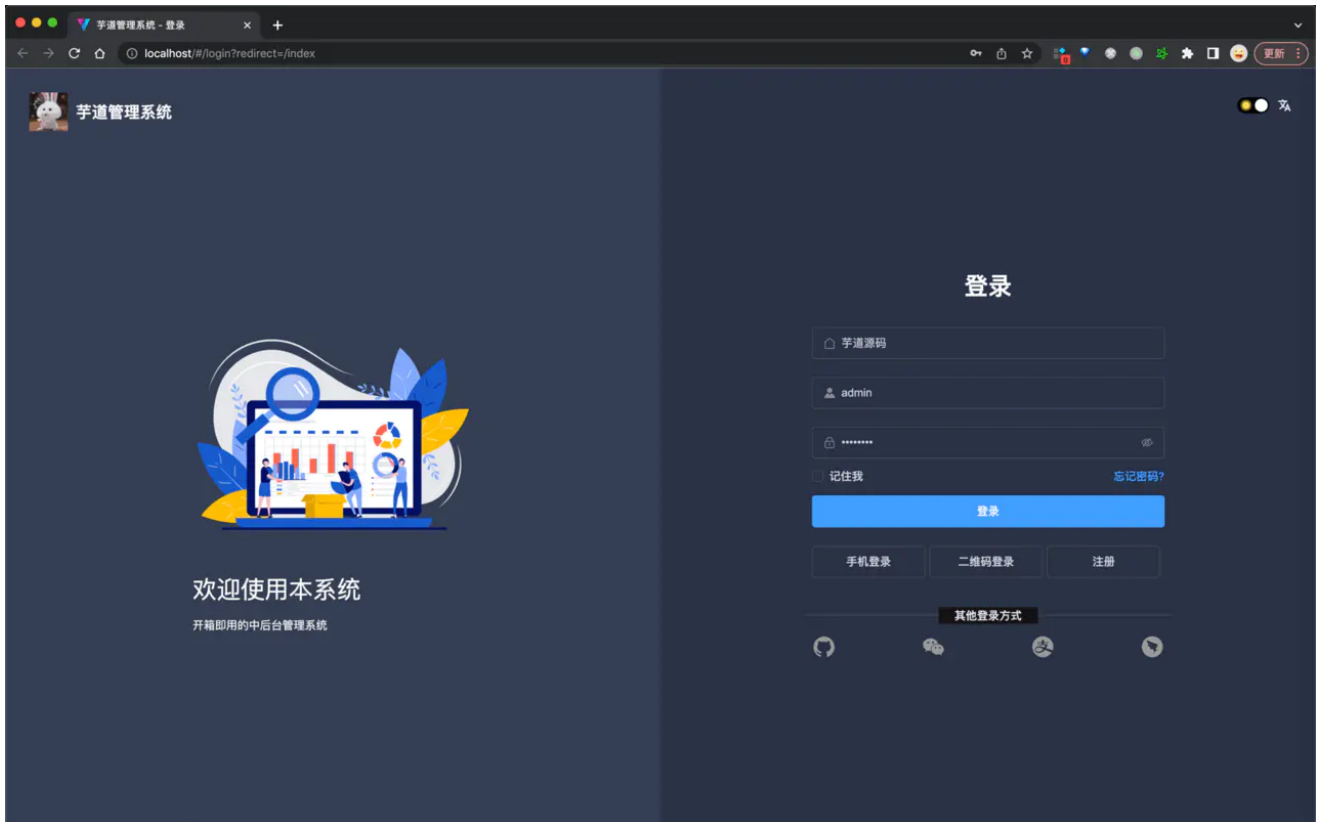 芋道管理系统 - 登录
localhost/#/login?redirect=/index
更新
芋道管理系统
登录
芋道源码
admin
••••••••
记住我
忘记密码?
登录
手机登录
二维码登录
注册
其他登录方式
欢迎使用本系统
开箱即用的中后台管理系统